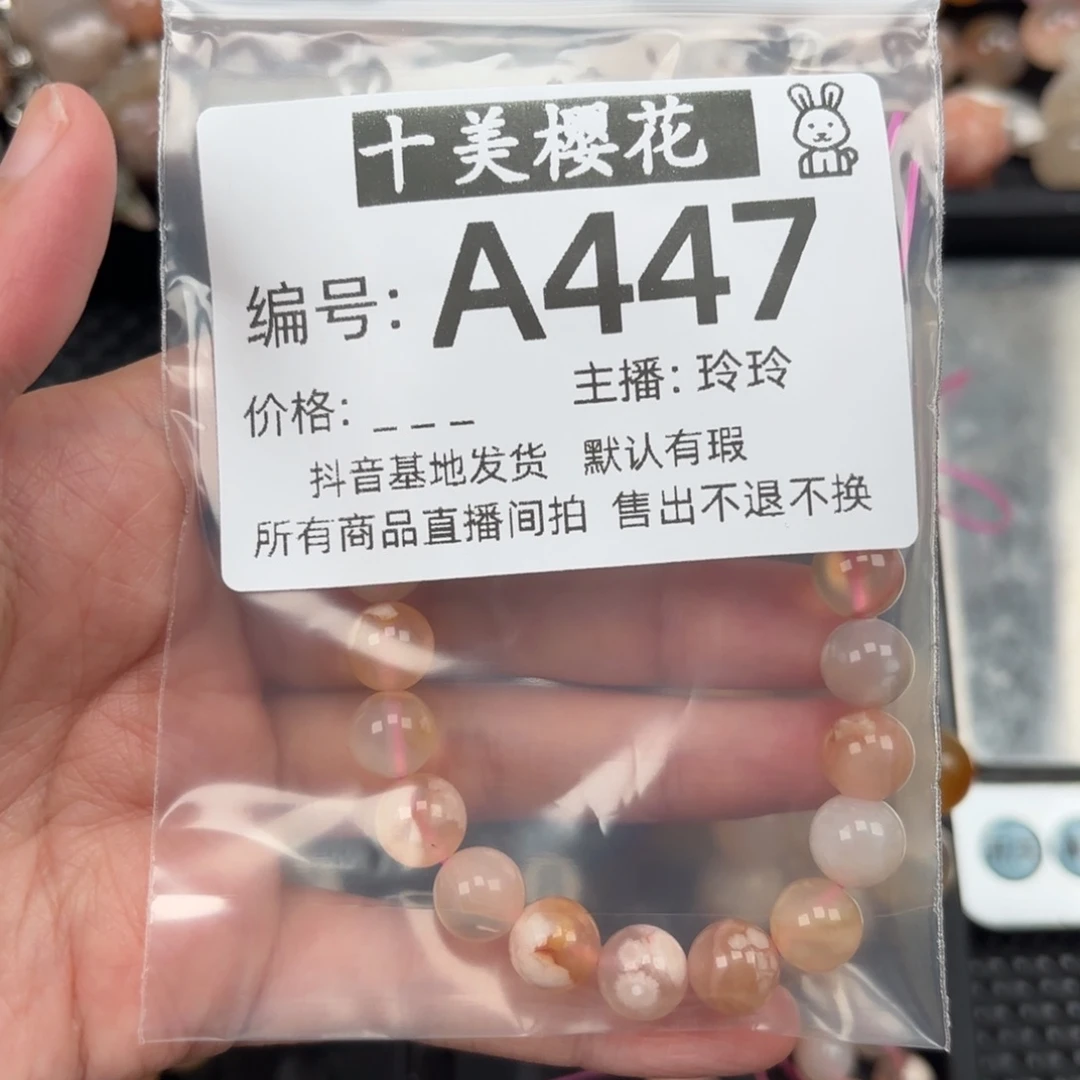 十美樱花
编号: A447
价格: _ _ _ 主播: 玲玲
抖音基地发货 默认有瑕
所有商品直播间拍 售出不退不换